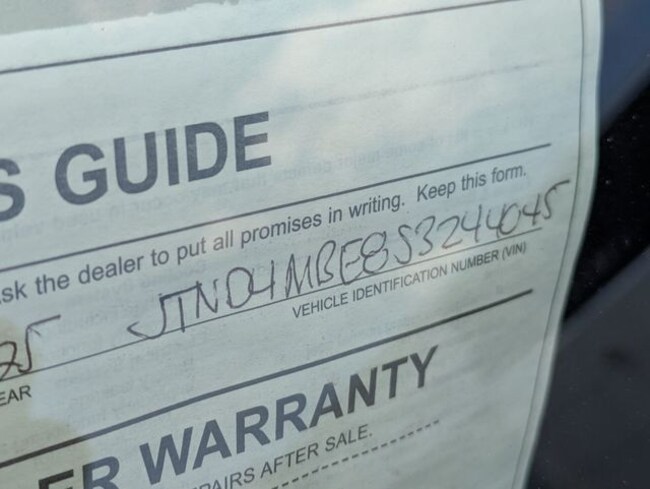 S GUIDE
sk the dealer to put all promises in writing. Keep this form.
25 JTND4MBE8S3244045
EAR VEHICLE IDENTIFICATION NUMBER (VIN)
ER WARRANTY
PAIRS AFTER SALE.